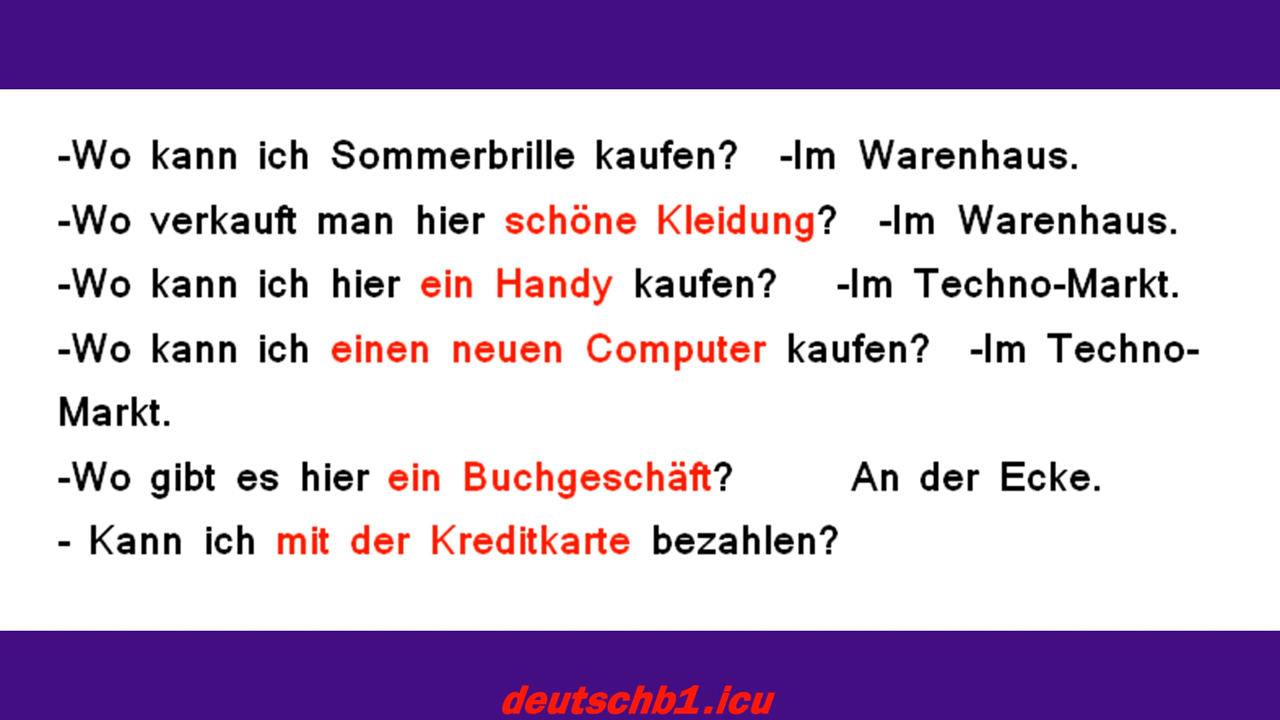 -Wo kann ich Sommerbrille kaufen? -Im Warenhaus.
-Wo verkauft man hier schöne Kleidung? -Im Warenhaus.
-Wo kann ich hier ein Handy kaufen? -Im Techno-Markt.
-Wo kann ich einen neuen Computer kaufen? -Im Techno-
Markt.
-Wo gibt es hier ein Buchgeschäft? An der Ecke.
- Kann ich mit der Kreditkarte bezahlen?
deutschb1.icu